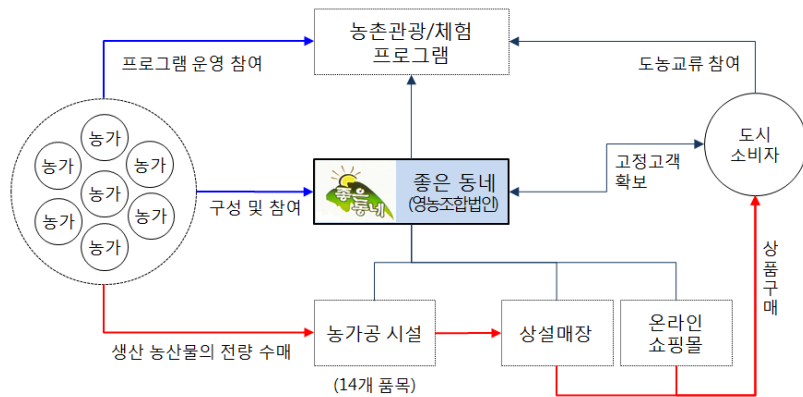 농촌관광/체험
프로그램
프로그램 운영 참여
도농교류 참여
농가
농가
농가
농가
농가
농가
농가
도시
소비자
좋은
동네
좋은 동네
(영농조합법인)
고정고객
확보
구성 및 참여
상품구매
농가공 시설
상설매장
온라인
쇼핑몰
생산 농산물의 전량 수매
(14개 품목)